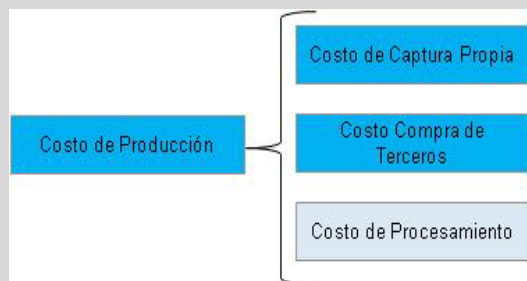 Costo de Captura Propia
Costo de Producción
Costo Compra de
Terceros
Costo de Procesamiento